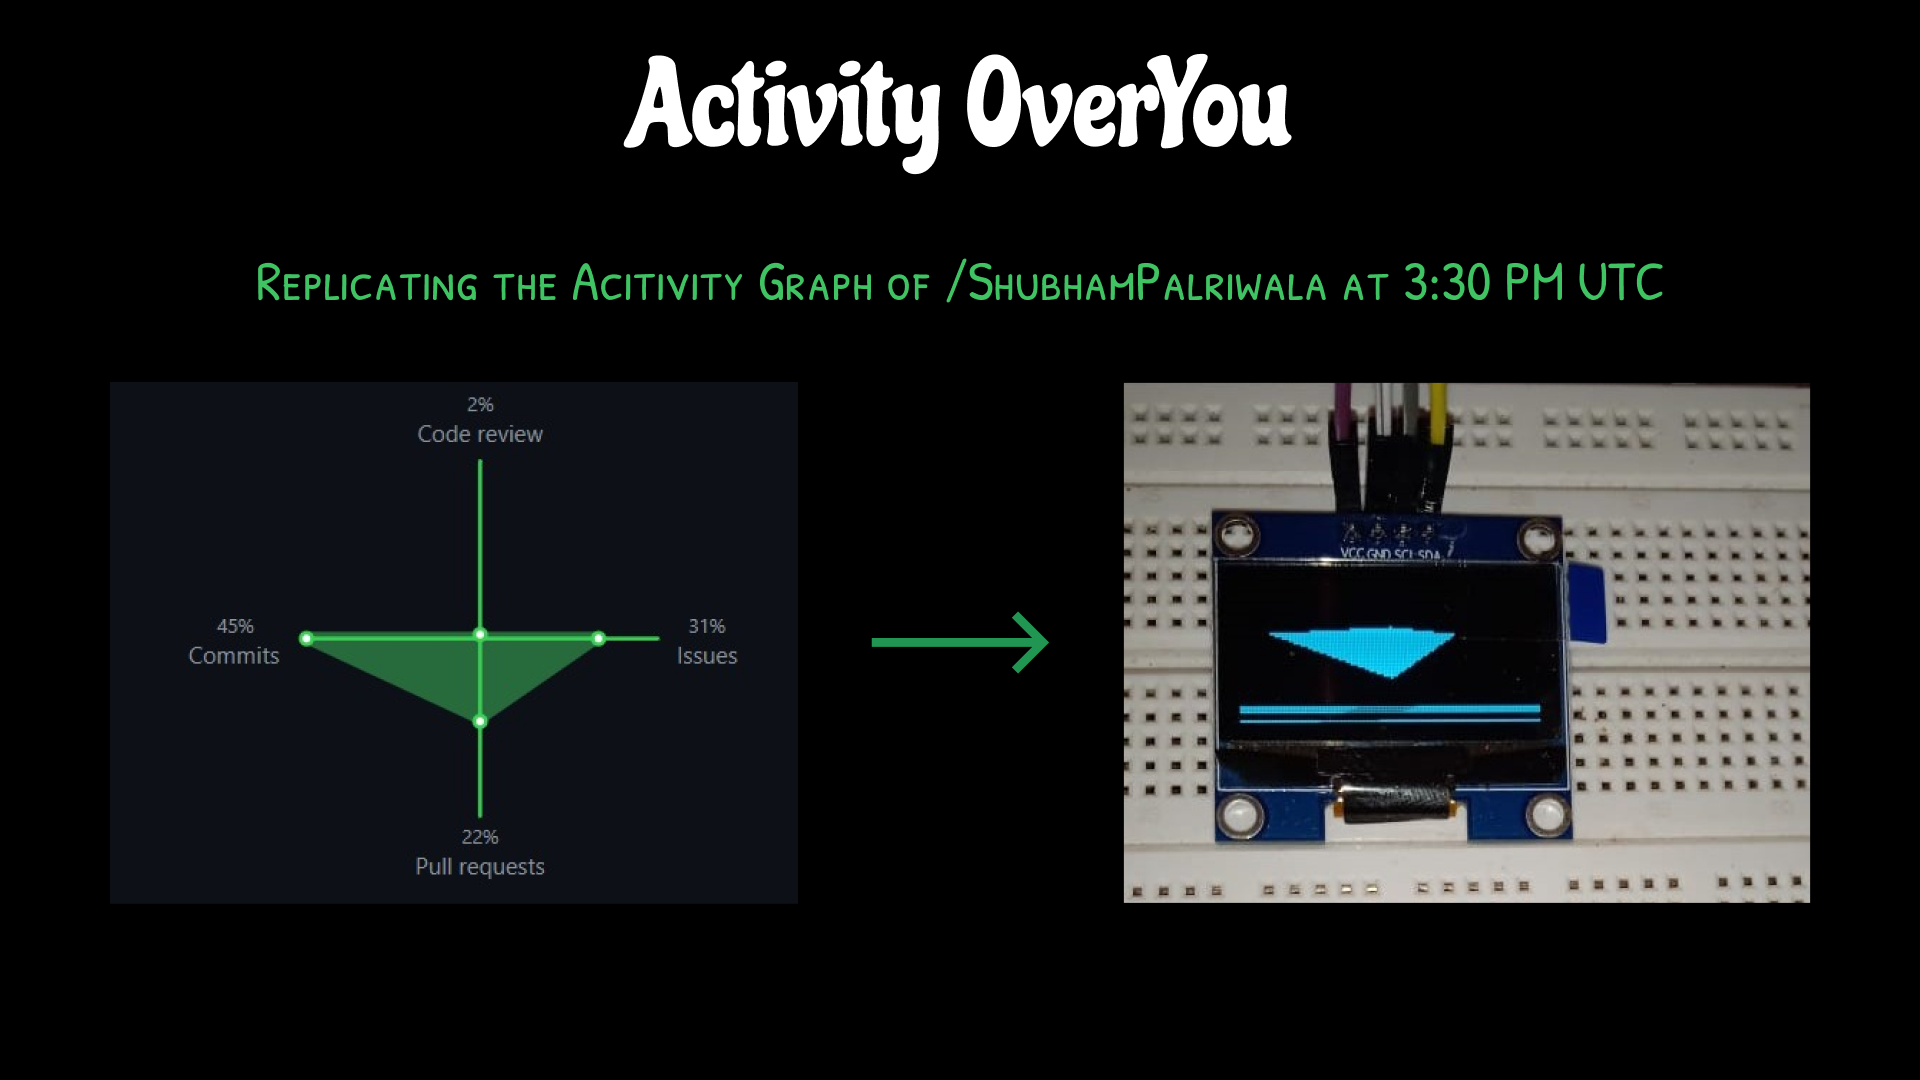 Activity OverYou
Replicating the Acitivity Graph of /ShubhamPalriwala at 3:30 PM UTC
2%
Code review
45%
Commits
31%
Issues
22%
Pull requests
VCC GND SCL SDA